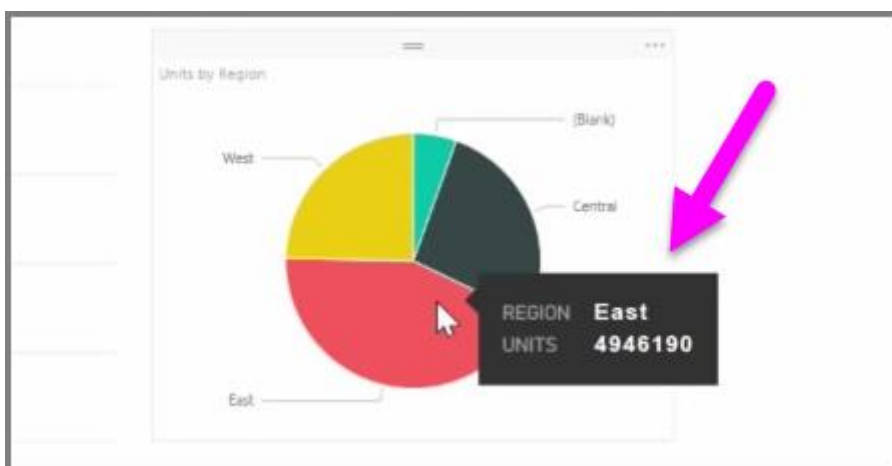 Units by Region
(Blank)
West
Central
REGION East
UNITS 4946190
East